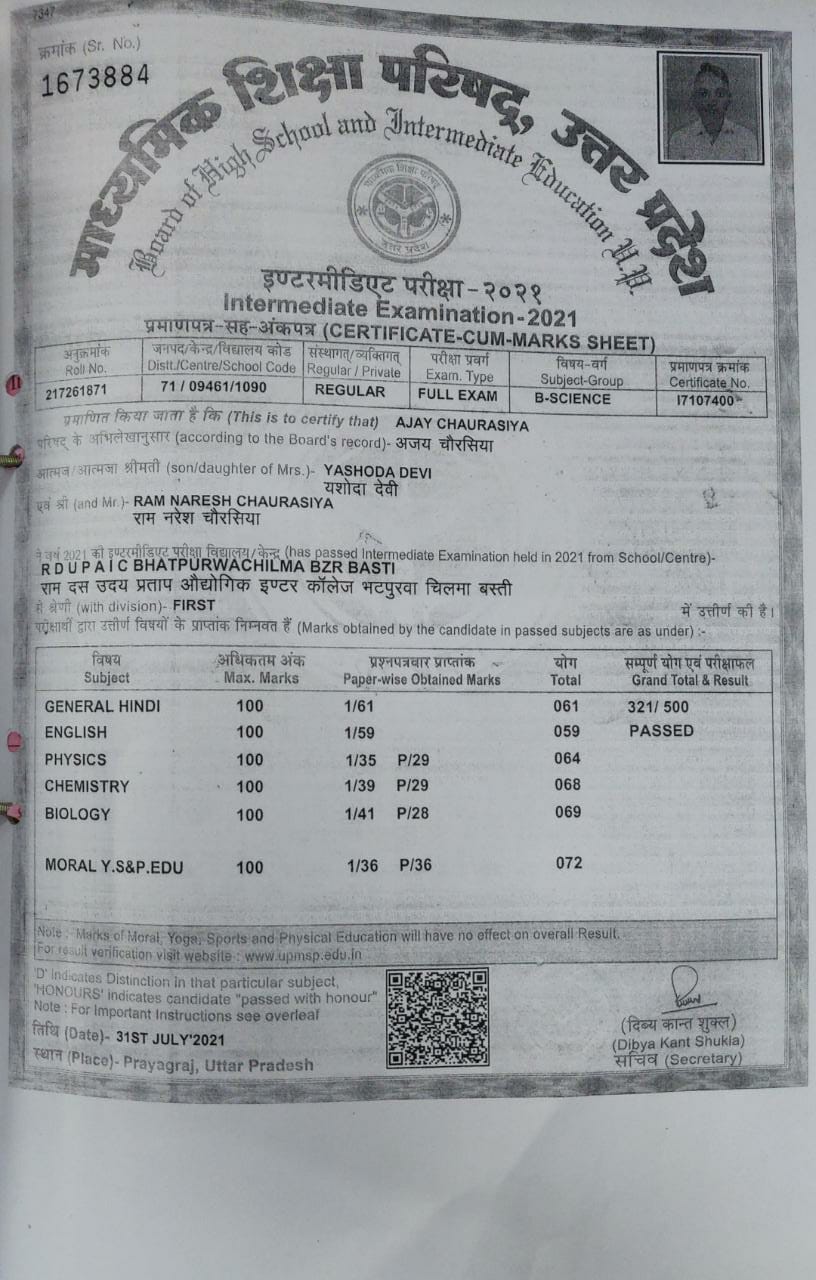 7347
क्रमांक (Sr. No.)
1673884
माध्यमिक शिक्षा परिषद्, उत्तर प्रदेश
Board of High School and Intermediate Education U.P.
माध्यमिक शिक्षा परिषद्
उत्तर प्रदेश
इण्टरमीडिएट परीक्षा-२०२१
Intermediate Examination-2021
प्रमाणपत्र-सह-अंकपत्र (CERTIFICATE-CUM-MARKS SHEET)
अनुक्रमांक जनपद/केन्द्र/विद्यालय कोड संस्थागत/व्यक्तिगत परीक्षा प्रवर्ग विषय-वर्ग प्रमाणपत्र क्रमांक
Roll No. Distt./Centre/School Code Regular / Private Exam. Type Subject-Group Certificate No.
217261871 71 / 09461/1090 REGULAR FULL EXAM B-SCIENCE I7107400
प्रमाणित किया जाता है कि (This is to certify that) AJAY CHAURASIYA
परिषद् के अभिलेखानुसार (according to the Board's record)- अजय चौरसिया
आत्मज/आत्मजा श्रीमती (son/daughter of Mrs.)- YASHODA DEVI
यशोदा देवी
एवं श्री (and Mr.)- RAM NARESH CHAURASIYA
राम नरेश चौरसिया
ने वर्ष 2021 की इण्टरमीडिएट परीक्षा विद्यालय/केन्द्र (has passed Intermediate Examination held in 2021 from School/Centre)-
R D U P A I C BHATPURWACHILMA BZR BASTI
राम दस उदय प्रताप औद्योगिक इण्टर कॉलेज भटपुरवा चिलमा बस्ती
से श्रेणी (with division)- FIRST में उत्तीर्ण की है।
परीक्षार्थी द्वारा उत्तीर्ण विषयों के प्राप्तांक निम्नवत हैं (Marks obtained by the candidate in passed subjects are as under) :-
विषय अधिकतम अंक प्रश्नपत्रवार प्राप्तांक योग सम्पूर्ण योग एवं परीक्षाफल
Subject Max. Marks Paper-wise Obtained Marks Total Grand Total & Result
GENERAL HINDI 100 1/61 061 321/ 500
ENGLISH 100 1/59 059 PASSED
PHYSICS 100 1/35 P/29 064
CHEMISTRY 100 1/39 P/29 068
BIOLOGY 100 1/41 P/28 069
MORAL Y.S&P.EDU 100 1/36 P/36 072
Note : Marks of Moral, Yoga, Sports and Physical Education will have no effect on overall Result.
For result verification visit website : www.upmsp.edu.in
'D' Indicates Distinction in that particular subject,
'HONOURS' indicates candidate "passed with honour"
Note : For Important Instructions see overleaf
तिथि (Date)- 31ST JULY'2021
स्थान (Place)- Prayagraj, Uttar Pradesh
(दिब्य कान्त शुक्ल)
(Dibya Kant Shukla)
सचिव (Secretary)